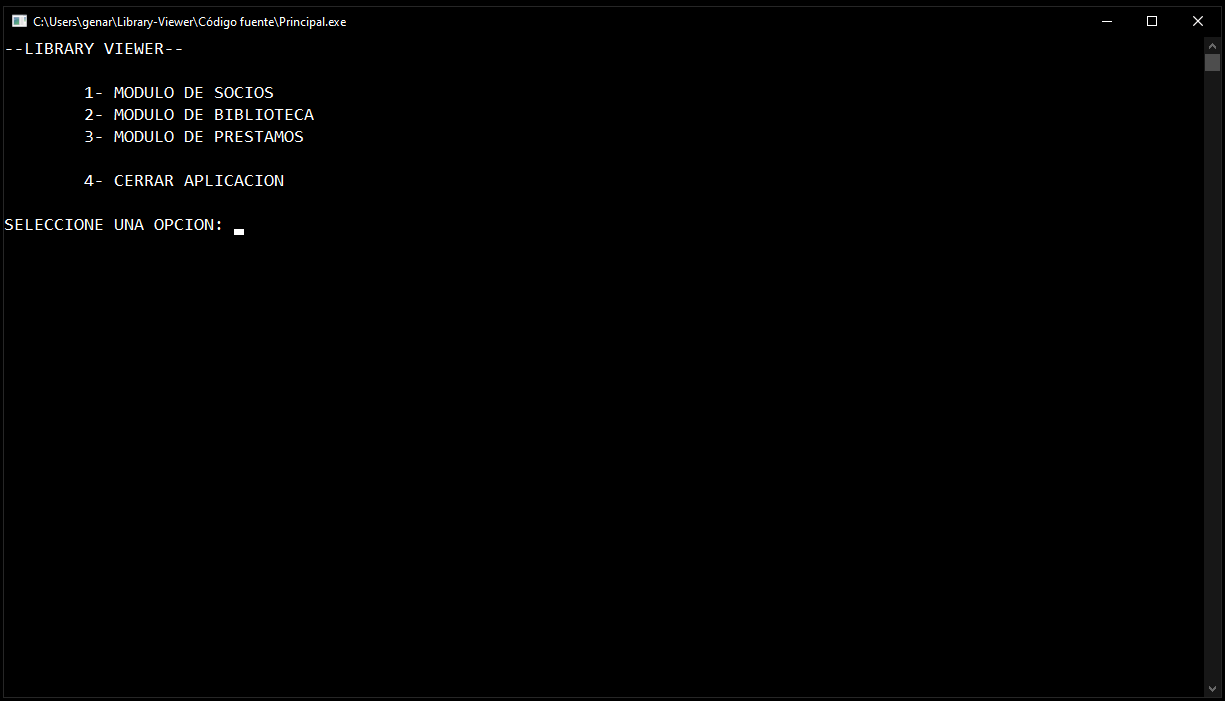 C:\Users\genar\Library-Viewer\Código fuente\Principal.exe
--LIBRARY VIEWER--
1- MODULO DE SOCIOS
2- MODULO DE BIBLIOTECA
3- MODULO DE PRESTAMOS
4- CERRAR APLICACION
SELECCIONE UNA OPCION: